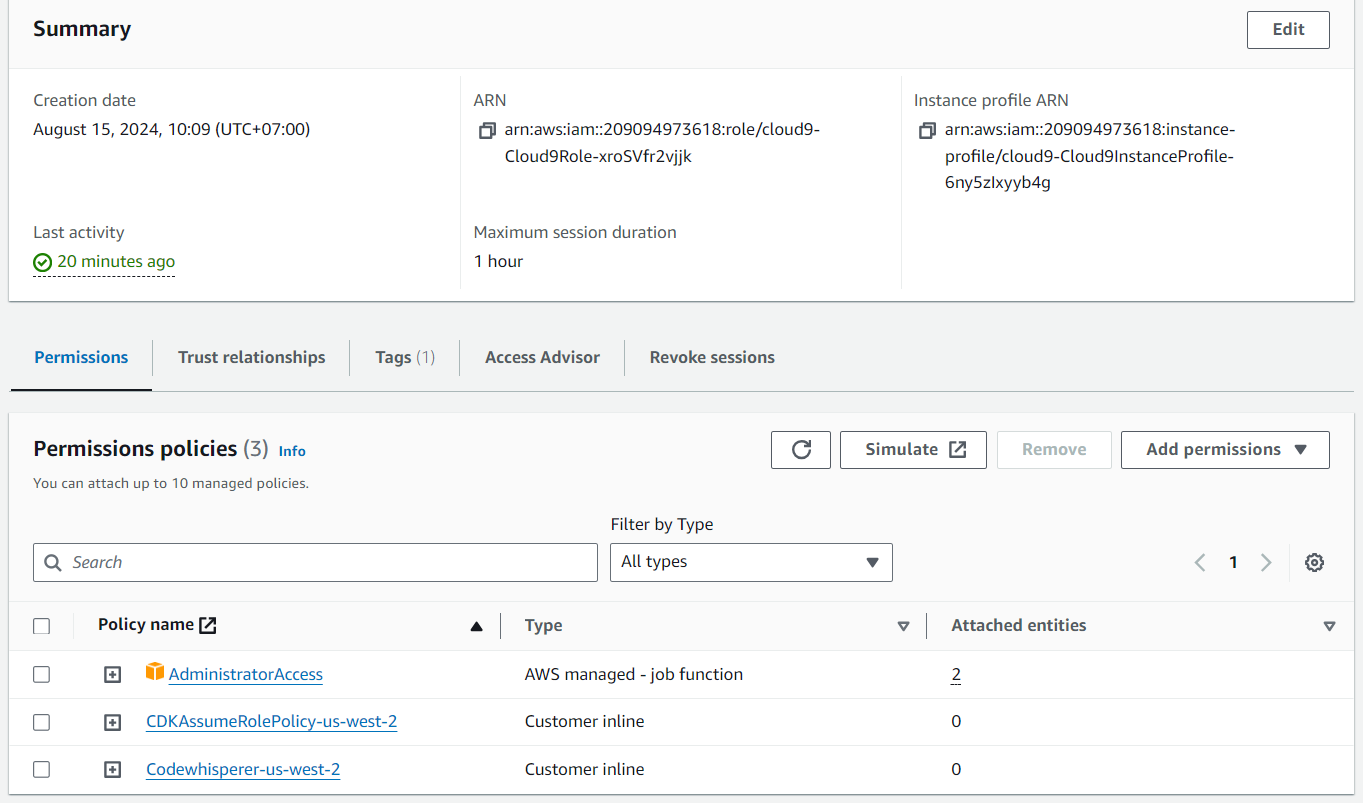 Summary
Edit
Creation date
August 15, 2024, 10:09 (UTC+07:00)
ARN
arn:aws:iam::209094973618:role/cloud9-
Cloud9Role-xroSVfr2vjjk
Instance profile ARN
arn:aws:iam::209094973618:instance-
profile/cloud9-Cloud9InstanceProfile-
6ny5zIxyyb4g
Last activity
20 minutes ago
Maximum session duration
1 hour
Permissions
Trust relationships
Tags (1)
Access Advisor
Revoke sessions
Permissions policies (3) Info
You can attach up to 10 managed policies.
Simulate
Remove
Add permissions
Filter by Type
Search
All types
1
Policy name
Type
Attached entities
AdministratorAccess
AWS managed - job function
2
CDKAssumeRolePolicy-us-west-2
Customer inline
0
Codewhisperer-us-west-2
Customer inline
0